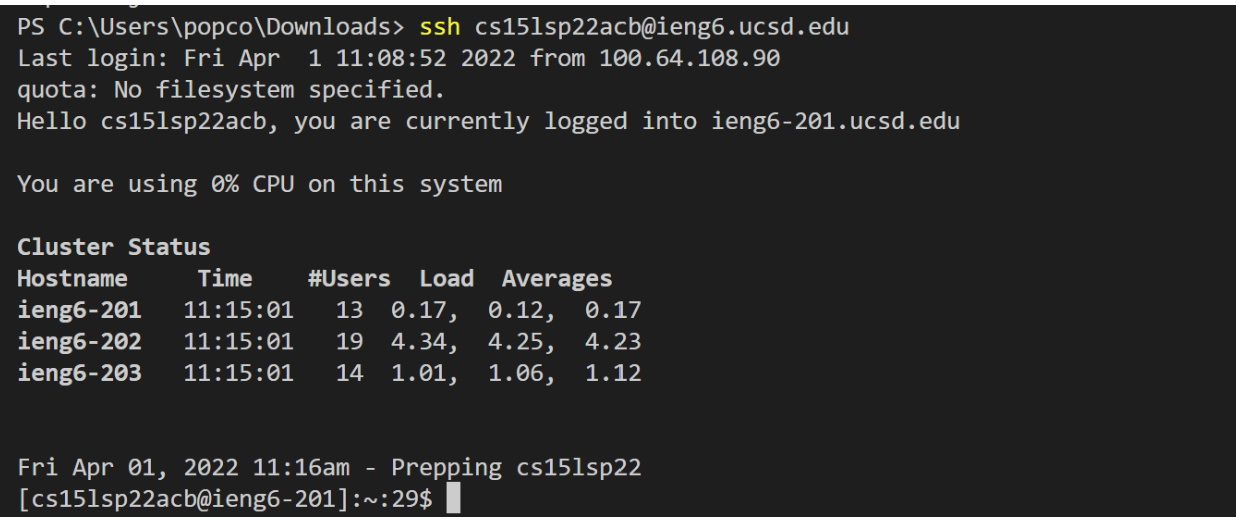 PS C:\Users\popco\Downloads> ssh cs15lsp22acb@ieng6.ucsd.edu
Last login: Fri Apr  1 11:08:52 2022 from 100.64.108.90
quota: No filesystem specified.
Hello cs15lsp22acb, you are currently logged into ieng6-201.ucsd.edu
You are using 0% CPU on this system
Cluster Status
Hostname     Time    #Users  Load  Averages
ieng6-201   11:15:01   13  0.17,  0.12,  0.17
ieng6-202   11:15:01   19  4.34,  4.25,  4.23
ieng6-203   11:15:01   14  1.01,  1.06,  1.12
Fri Apr 01, 2022 11:16am - Prepping cs15lsp22
[cs15lsp22acb@ieng6-201]:~:29$